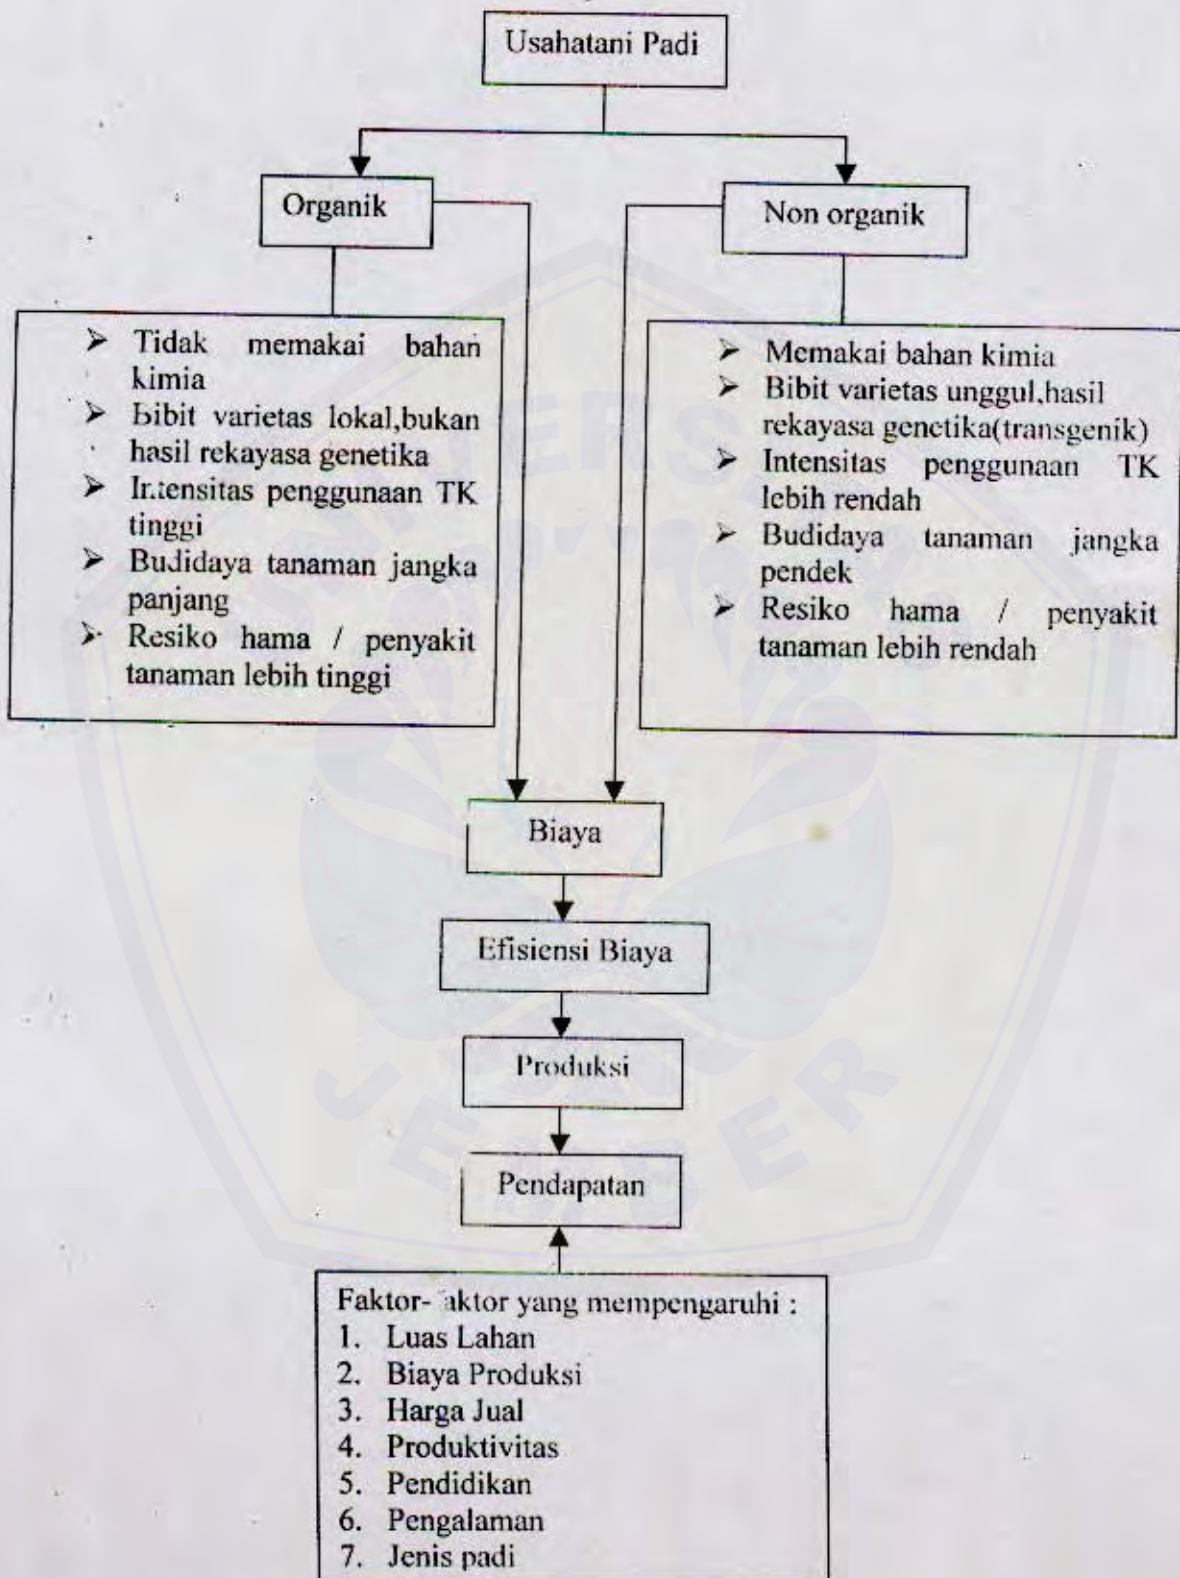 Usahatani Padi
Organik
Non organik
➤ Tidak memakai bahan
kimia
➤ Bibit varietas lokal,bukan
hasil rekayasa genetika
➤ Intensitas penggunaan TK
tinggi
➤ Budidaya tanaman jangka
panjang
➤ Resiko hama / penyakit
tanaman lebih tinggi
➤ Memakai bahan kimia
➤ Bibit varietas unggul,hasil
rekayasa genetika(transgenik)
➤ Intensitas penggunaan TK
lebih rendah
➤ Budidaya tanaman jangka
pendek
➤ Resiko hama / penyakit
tanaman lebih rendah
Biaya
Efisiensi Biaya
Produksi
Pendapatan
Faktor-faktor yang mempengaruhi :
1. Luas Lahan
2. Biaya Produksi
3. Harga Jual
4. Produktivitas
5. Pendidikan
6. Pengalaman
7. Jenis padi
UNIVERSITAS
JEMBER